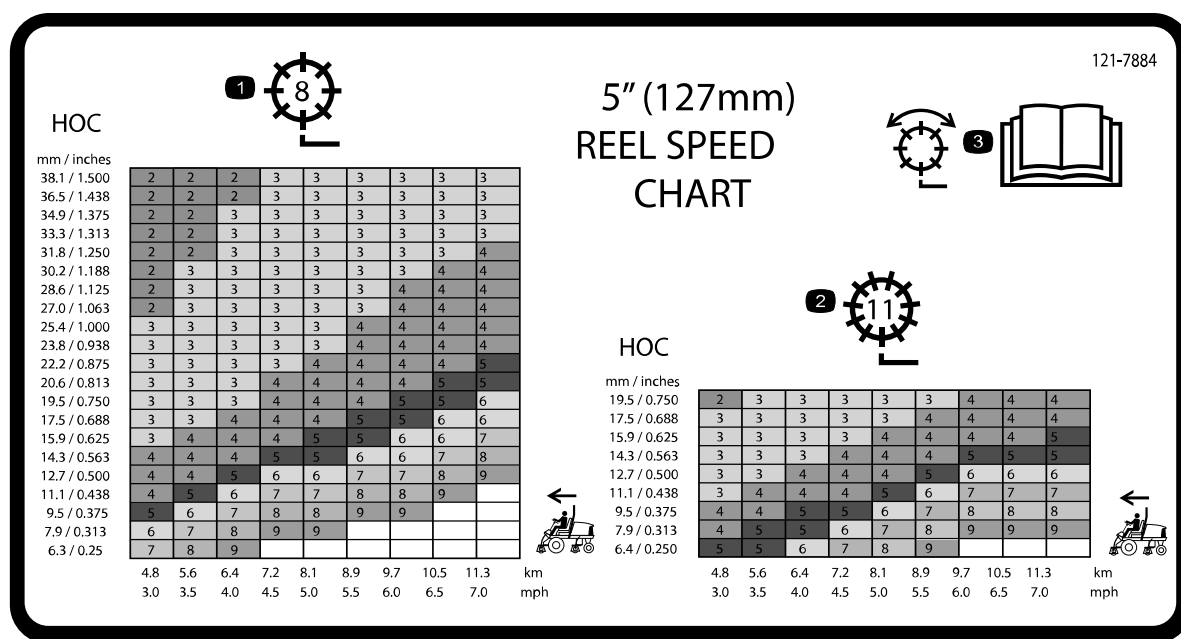 121-7884
5" (127mm)
REEL SPEED
CHART
1
8
3
HOC
mm / inches
38.1 / 1.500 2 2 2 3 3 3 3 3 3
36.5 / 1.438 2 2 2 3 3 3 3 3 3
34.9 / 1.375 2 2 3 3 3 3 3 3 3
33.3 / 1.313 2 2 3 3 3 3 3 3 3
31.8 / 1.250 2 2 3 3 3 3 3 3 4
30.2 / 1.188 2 3 3 3 3 3 3 4 4
28.6 / 1.125 2 3 3 3 3 3 4 4 4
27.0 / 1.063 2 3 3 3 3 3 4 4 4
25.4 / 1.000 3 3 3 3 3 4 4 4 4
23.8 / 0.938 3 3 3 3 3 4 4 4 4
22.2 / 0.875 3 3 3 3 4 4 4 4 5
20.6 / 0.813 3 3 3 4 4 4 4 5 5
19.5 / 0.750 3 3 3 4 4 4 5 5 6
17.5 / 0.688 3 3 4 4 4 5 5 6 6
15.9 / 0.625 3 4 4 4 5 5 6 6 7
14.3 / 0.563 4 4 4 5 5 6 6 7 8
12.7 / 0.500 4 4 5 6 6 7 7 8 9
11.1 / 0.438 4 5 6 7 7 8 8 9
9.5 / 0.375 5 6 7 8 8 9 9
7.9 / 0.313 6 7 8 9 9
6.3 / 0.25 7 8 9
4.8 5.6 6.4 7.2 8.1 8.9 9.7 10.5 11.3 km
3.0 3.5 4.0 4.5 5.0 5.5 6.0 6.5 7.0 mph
2
11
HOC
mm / inches
19.5 / 0.750 2 3 3 3 3 3 4 4 4
17.5 / 0.688 3 3 3 3 3 4 4 4 4
15.9 / 0.625 3 3 3 3 4 4 4 4 5
14.3 / 0.563 3 3 3 4 4 4 5 5 5
12.7 / 0.500 3 3 4 4 4 5 6 6 6
11.1 / 0.438 3 4 4 4 5 6 7 7 7
9.5 / 0.375 4 4 5 5 6 7 8 8 8
7.9 / 0.313 4 5 5 6 7 8 9 9 9
6.4 / 0.250 5 5 6 7 8 9
4.8 5.6 6.4 7.2 8.1 8.9 9.7 10.5 11.3 km
3.0 3.5 4.0 4.5 5.0 5.5 6.0 6.5 7.0 mph